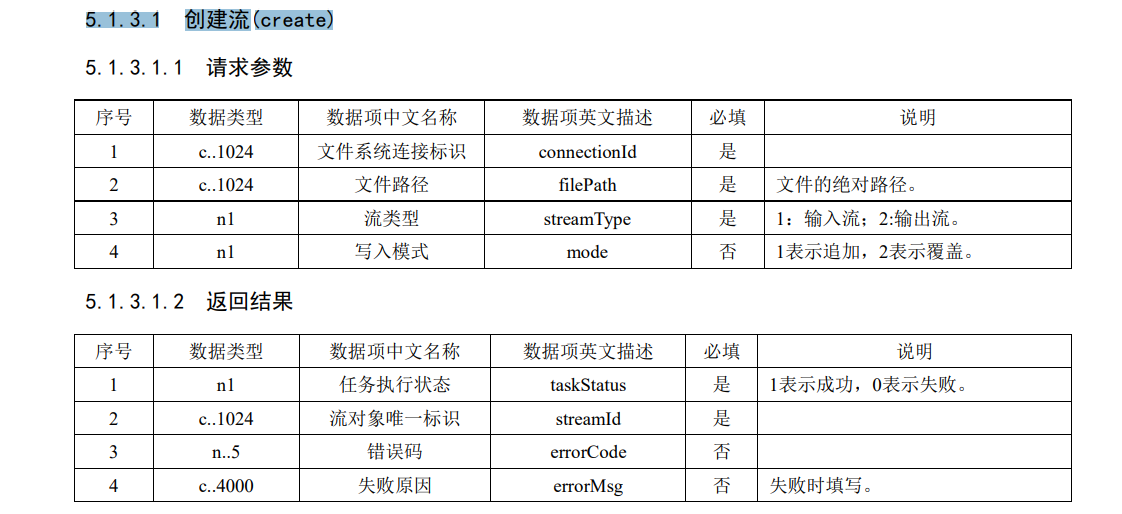 5.1.3.1 创建流(create)
5.1.3.1.1 请求参数
序号 数据类型 数据项中文名称 数据项英文描述 必填 说明
1 c..1024 文件系统连接标识 connectionId 是
2 c..1024 文件路径 filePath 是 文件的绝对路径。
3 n1 流类型 streamType 是 1：输入流；2:输出流。
4 n1 写入模式 mode 否 1表示追加，2表示覆盖。
5.1.3.1.2 返回结果
序号 数据类型 数据项中文名称 数据项英文描述 必填 说明
1 n1 任务执行状态 taskStatus 是 1表示成功，0表示失败。
2 c..1024 流对象唯一标识 streamId 是
3 n..5 错误码 errorCode 否
4 c..4000 失败原因 errorMsg 否 失败时填写。